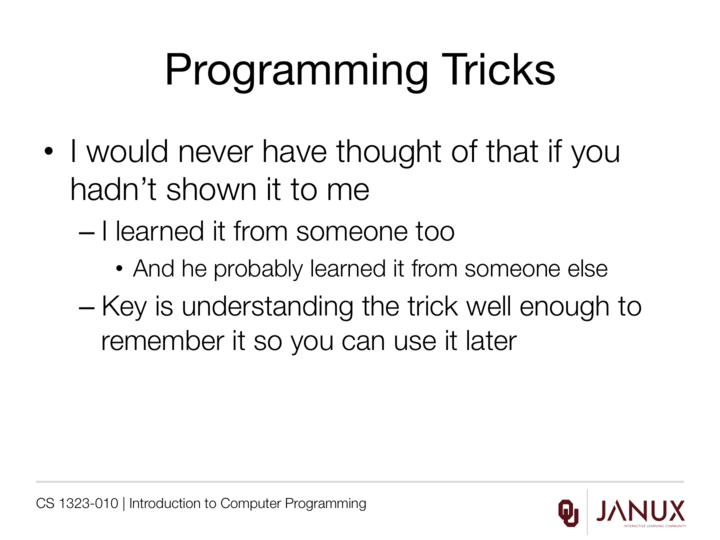 Programming Tricks
• I would never have thought of that if you
hadn't shown it to me
– I learned it from someone too
• And he probably learned it from someone else
– Key is understanding the trick well enough to
remember it so you can use it later
CS 1323-010 | Introduction to Computer Programming
OU
JANUX
INTERACTIVE LEARNING COMMUNITY